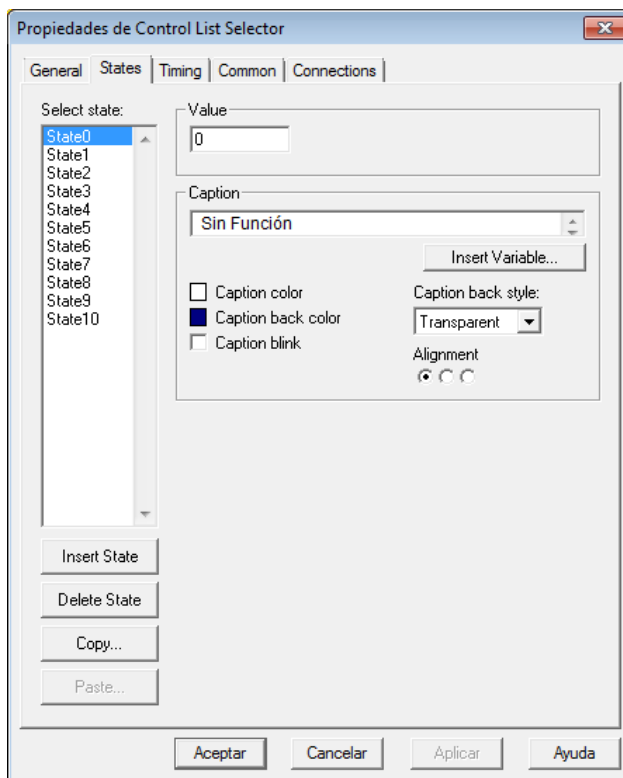 Propiedades de Control List Selector
General States Timing Common Connections
Select state:
State0
State1
State2
State3
State4
State5
State6
State7
State8
State9
State10
Insert State
Delete State
Copy...
Paste...
Value
0
Caption
Sin Función
Insert Variable...
Caption color
Caption back color
Caption blink
Caption back style:
Transparent
Alignment
Aceptar Cancelar Aplicar Ayuda